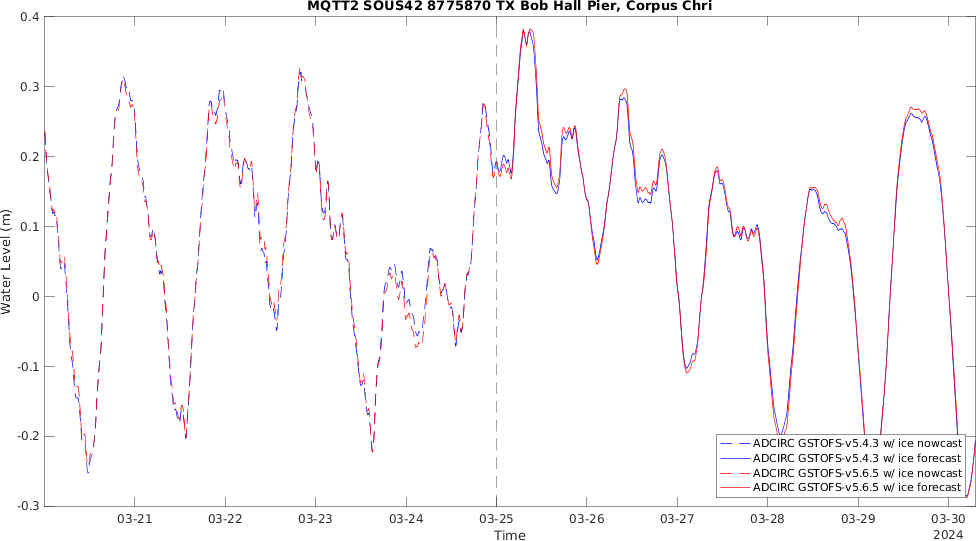 MQTT2 SOUS42 8775870 TX Bob Hall Pier, Corpus Chri
0.4
0.3
0.2
0.1
0
-0.1
-0.2
-0.3
Water Level (m)
03-21
03-22
03-23
03-24
03-25
03-26
03-27
03-28
03-29
03-30
2024
Time
ADCIRC GSTOFS-v5.4.3 w/ ice nowcast
ADCIRC GSTOFS-v5.4.3 w/ ice forecast
ADCIRC GSTOFS-v5.6.5 w/ ice nowcast
ADCIRC GSTOFS-v5.6.5 w/ ice forecast